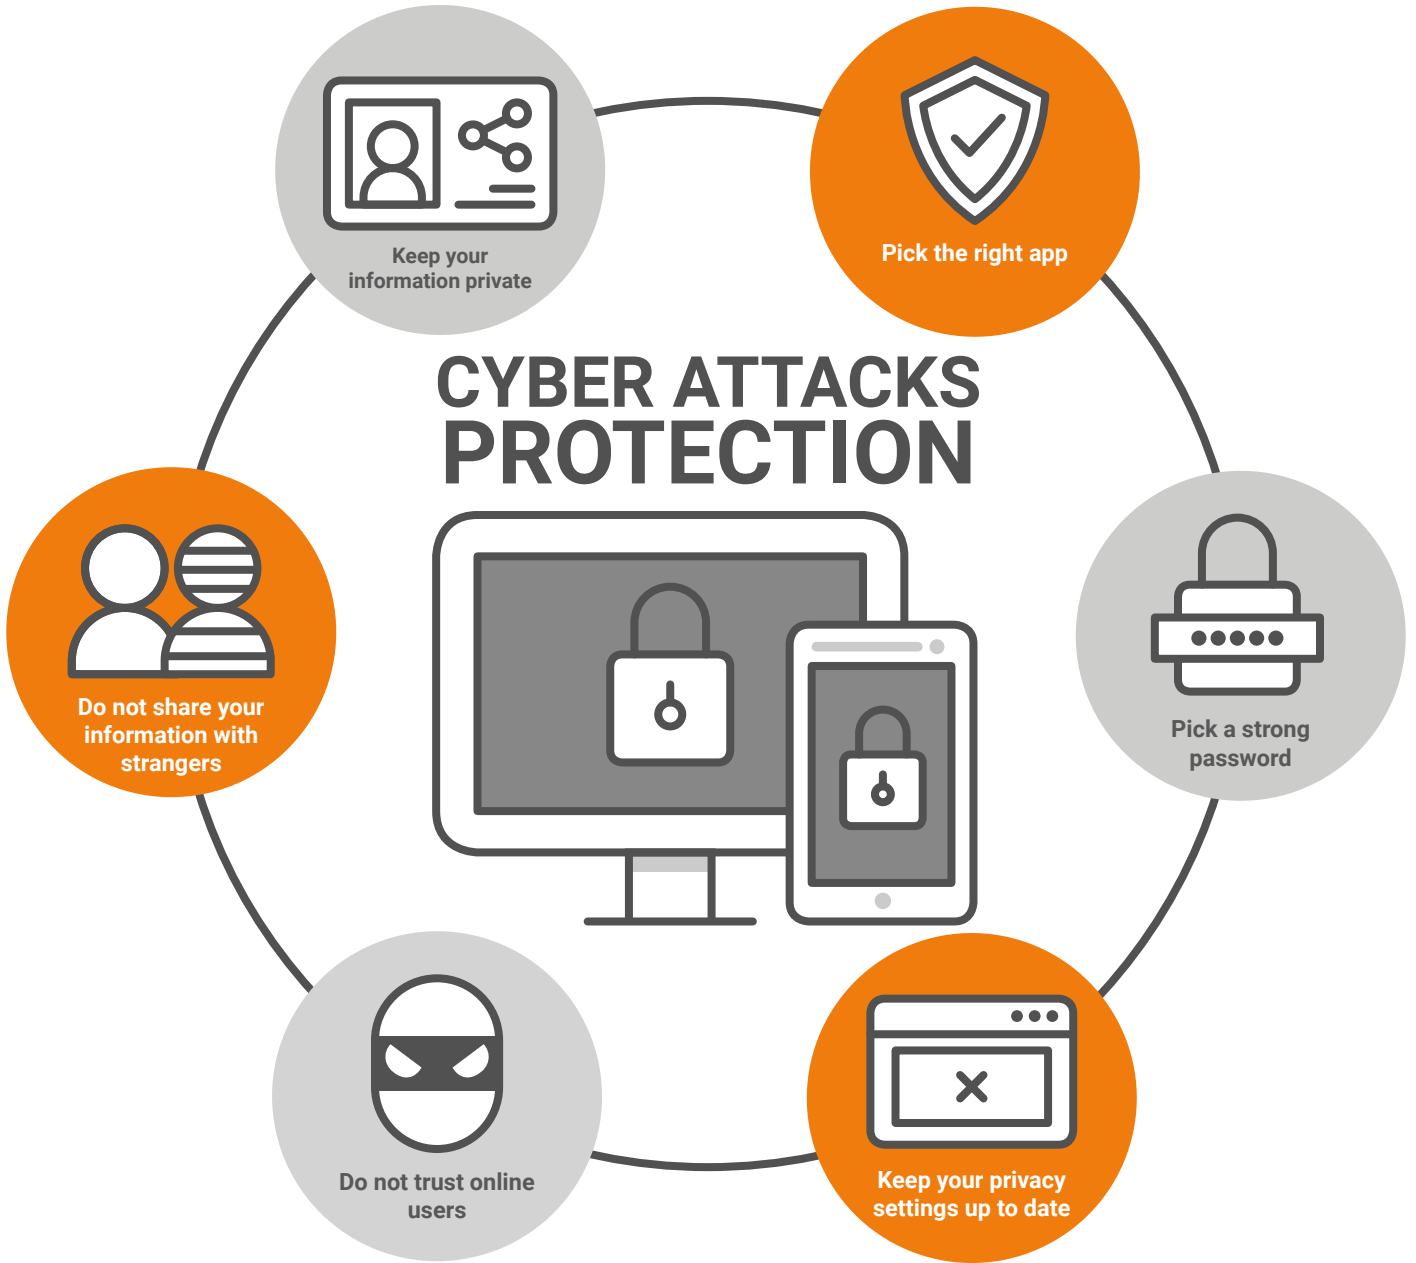 Keep your
information private
Pick the right app
CYBER ATTACKS
PROTECTION
Do not share your
information with
strangers
Pick a strong
password
Do not trust online
users
Keep your privacy
settings up to date